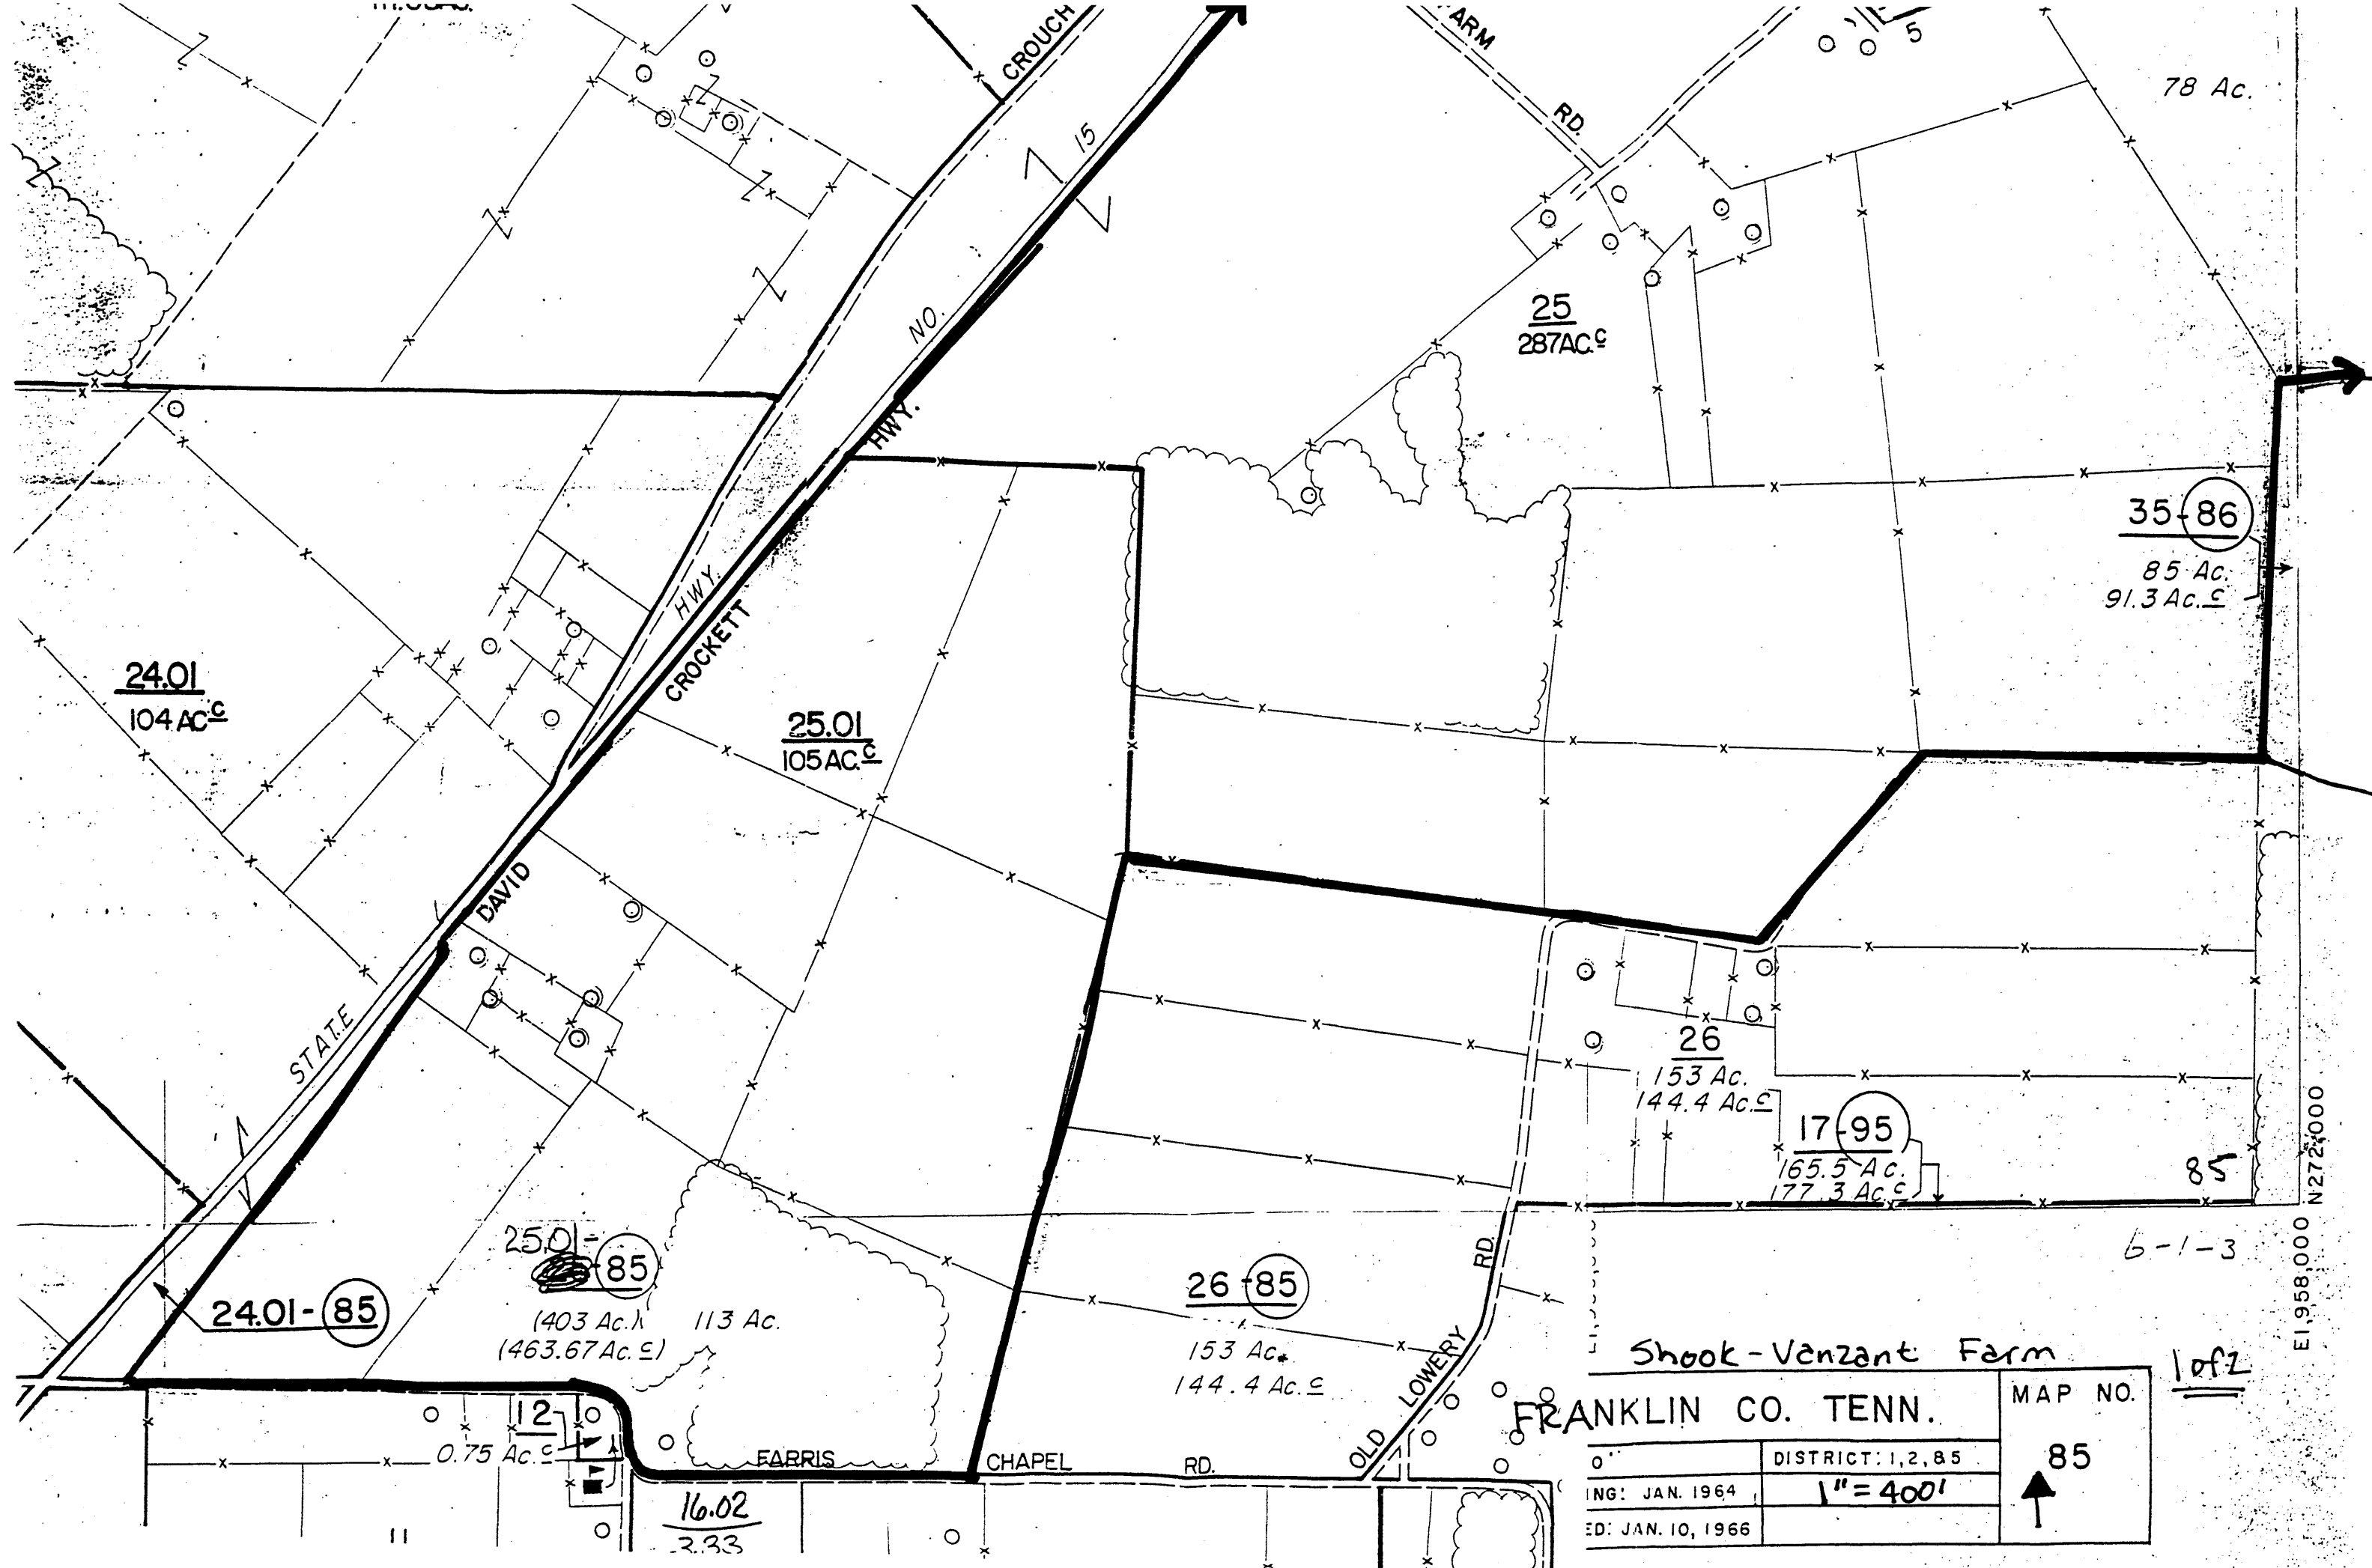 CROUCH
ARM
RD.
5
78 Ac.
NO. 15
HWY.
25
287AC.C
35-86
85 Ac.
91.3 Ac.C
HWY.
CROCKETT
24.01
104 AC C
25.01
105 AC.C
DAVID
STATE
26
153 Ac.
144.4 Ac.C
17-95
165.5 Ac.
177.3 Ac.C
85
N272,000
E1,958,000
6-1-3
25.01-
85
(403 Ac.)
(463.67 Ac. C)
113 Ac.
24.01-85
26-85
153 Ac.
144.4 Ac. C
RD.
LOWERY
OLD
12
0.75 Ac. C
FARRIS CHAPEL RD.
16.02
3.33
11
Shook-Vanzant Farm
1 of 2
FRANKLIN CO. TENN.
MAP NO.
85
0"
DISTRICT: 1,2,85
ING: JAN. 1964
1"=400'
ED: JAN. 10, 1966